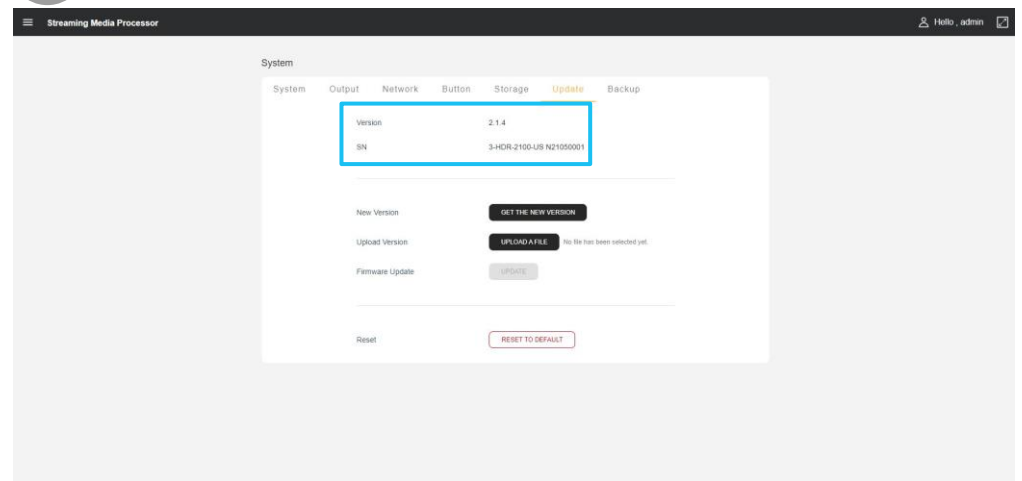 Streaming Media Processor
Hello , admin
System
System Output Network Button Storage Update Backup
Version 2.1.4
SN 3-HDR-2100-US N21050001
New Version GET THE NEW VERSION
Upload Version UPLOAD A FILE No file has been selected yet.
Firmware Update UPDATE
Reset RESET TO DEFAULT